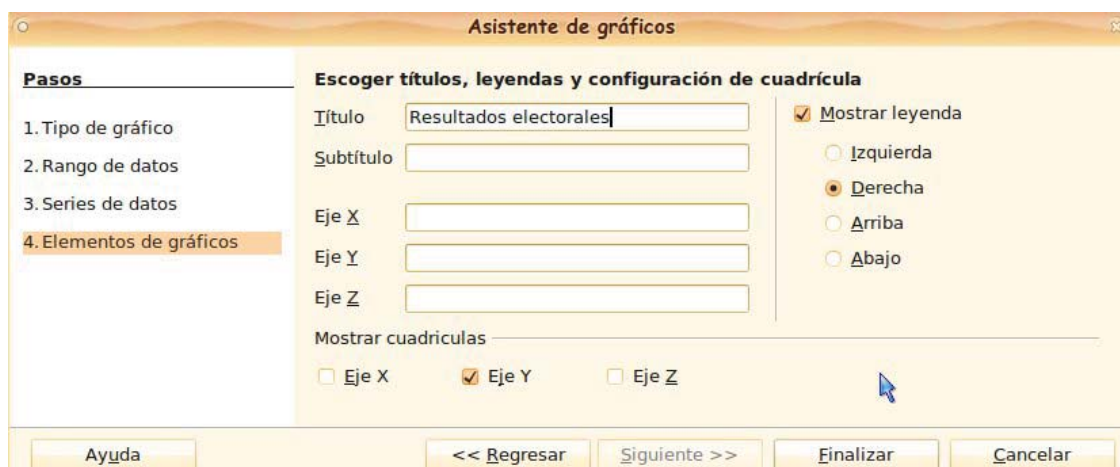 Asistente de gráficos
Pasos
1. Tipo de gráfico
2. Rango de datos
3. Series de datos
4. Elementos de gráficos
Escoger títulos, leyendas y configuración de cuadrícula
Título Resultados electorales
Subtítulo
Eje X
Eje Y
Eje Z
Mostrar leyenda
Izquierda
Derecha
Arriba
Abajo
Mostrar cuadriculas
Eje X Eje Y Eje Z
Ayuda << Regresar Siguiente >> Finalizar Cancelar